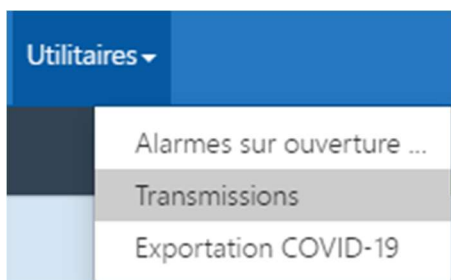 Utilitaires
Alarmes sur ouverture ...
Transmissions
Exportation COVID-19